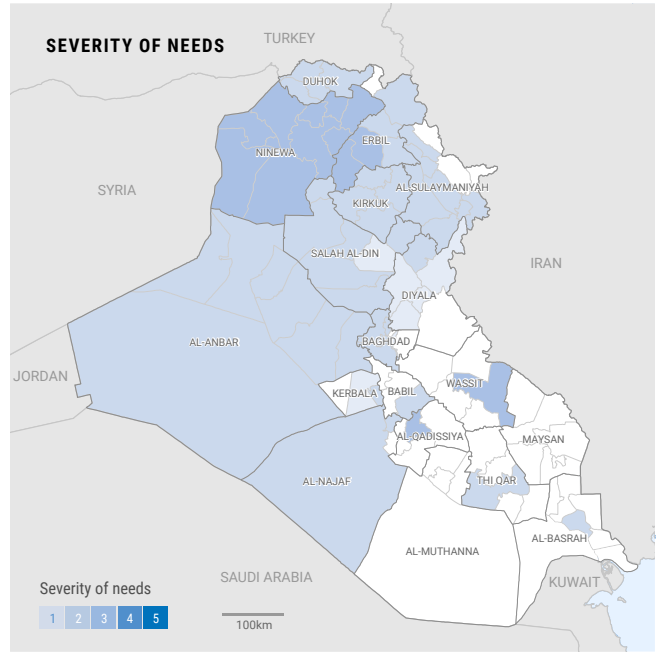 SEVERITY OF NEEDS
TURKEY
DUHOK
ERBIL
NINEWA
SYRIA
AL-SULAYMANIYAH
KIRKUK
SALAH AL-DIN
IRAN
DIYALA
AL-ANBAR
BAGHDAD
JORDAN
WASSIT
KERBALA
BABIL
AL-QADISSIYA
MAYSAN
AL-NAJAF
THI QAR
AL-BASRAH
AL-MUTHANNA
SAUDI ARABIA
KUWAIT
Severity of needs
1 2 3 4 5
100km